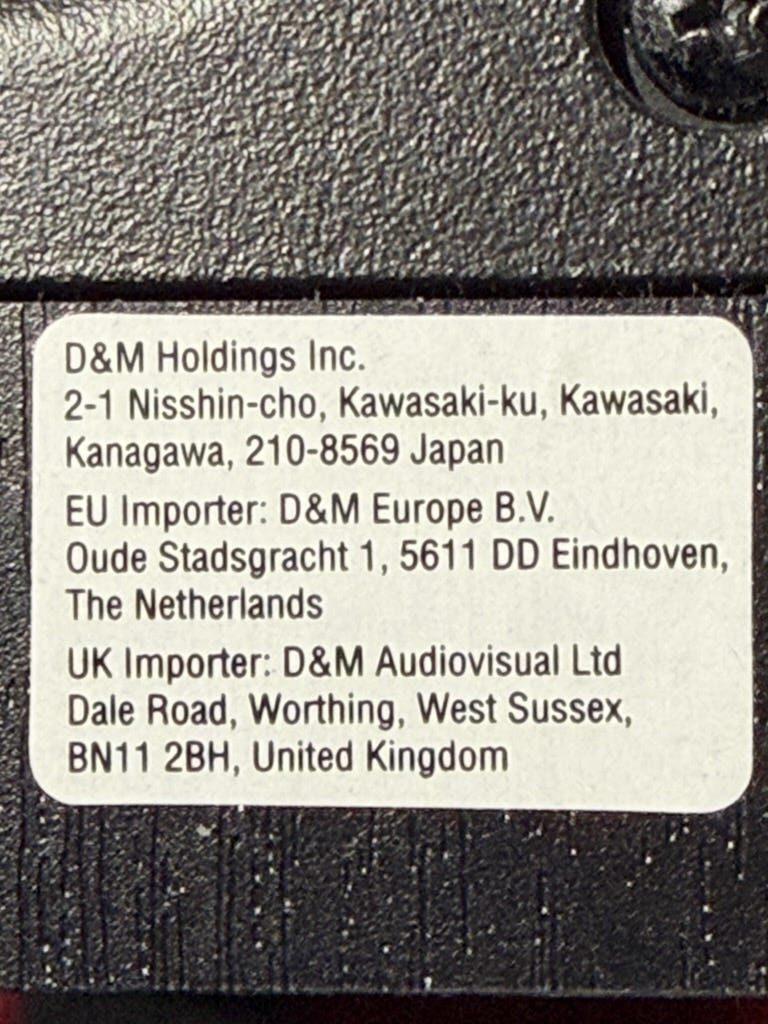 D&M Holdings Inc.
2-1 Nisshin-cho, Kawasaki-ku, Kawasaki,
Kanagawa, 210-8569 Japan
EU Importer: D&M Europe B.V.
Oude Stadsgracht 1, 5611 DD Eindhoven,
The Netherlands
UK Importer: D&M Audiovisual Ltd
Dale Road, Worthing, West Sussex,
BN11 2BH, United Kingdom